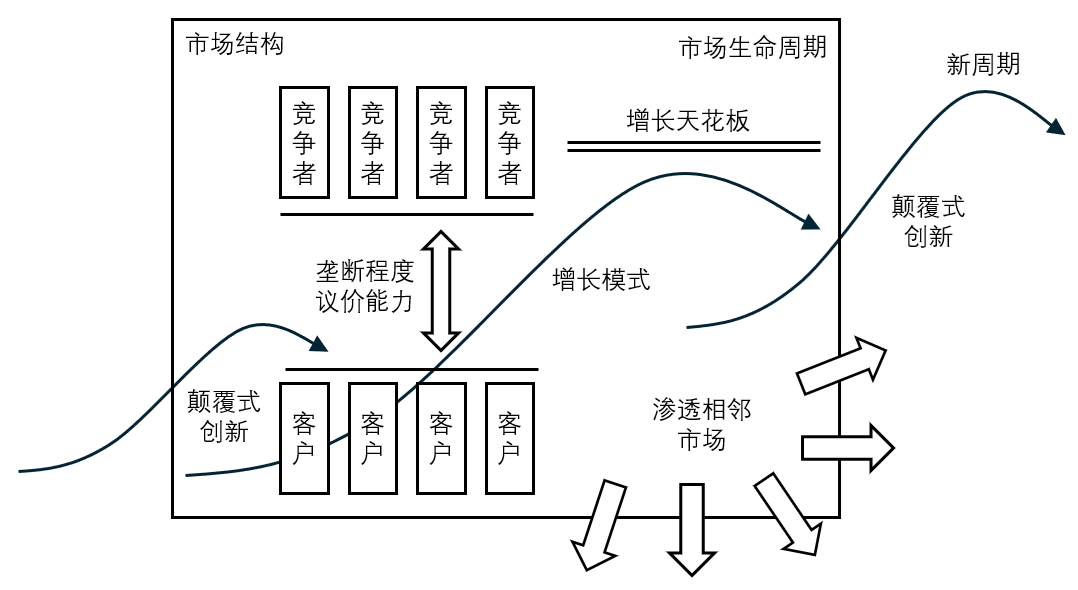 市场结构
市场生命周期
新周期
竞争者
竞争者
竞争者
竞争者
增长天花板
颠覆式
创新
垄断程度
议价能力
增长模式
颠覆式
创新
客户
客户
客户
客户
渗透相邻
市场